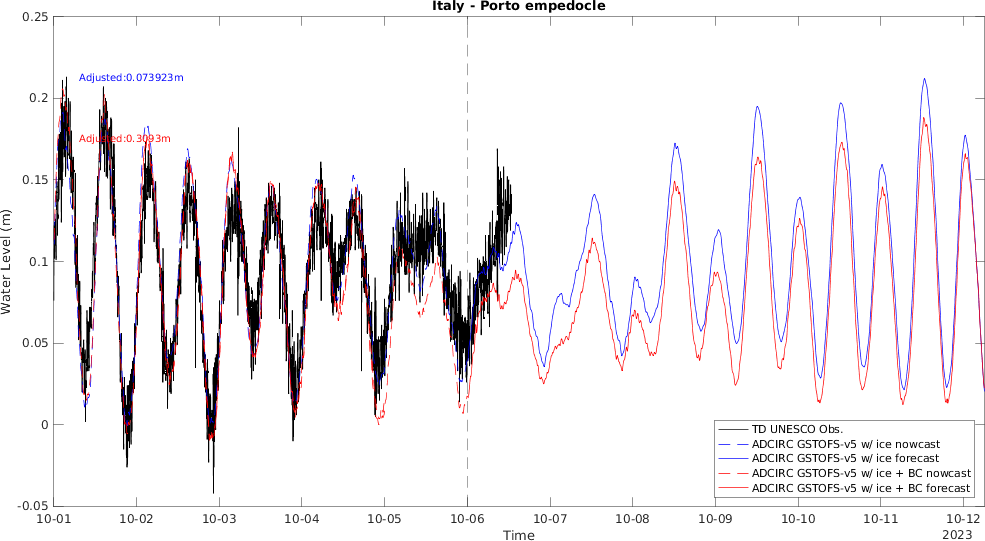 Italy - Porto empedocle
0.25
0.2
0.15
0.1
0.05
0
-0.05
Water Level (m)
Adjusted:0.073923m
Adjusted:0.3093m
TD UNESCO Obs.
ADCIRC GSTOFS-v5 w/ ice nowcast
ADCIRC GSTOFS-v5 w/ ice forecast
ADCIRC GSTOFS-v5 w/ ice + BC nowcast
ADCIRC GSTOFS-v5 w/ ice + BC forecast
10-01 10-02 10-03 10-04 10-05 10-06 10-07 10-08 10-09 10-10 10-11 10-12
Time
2023